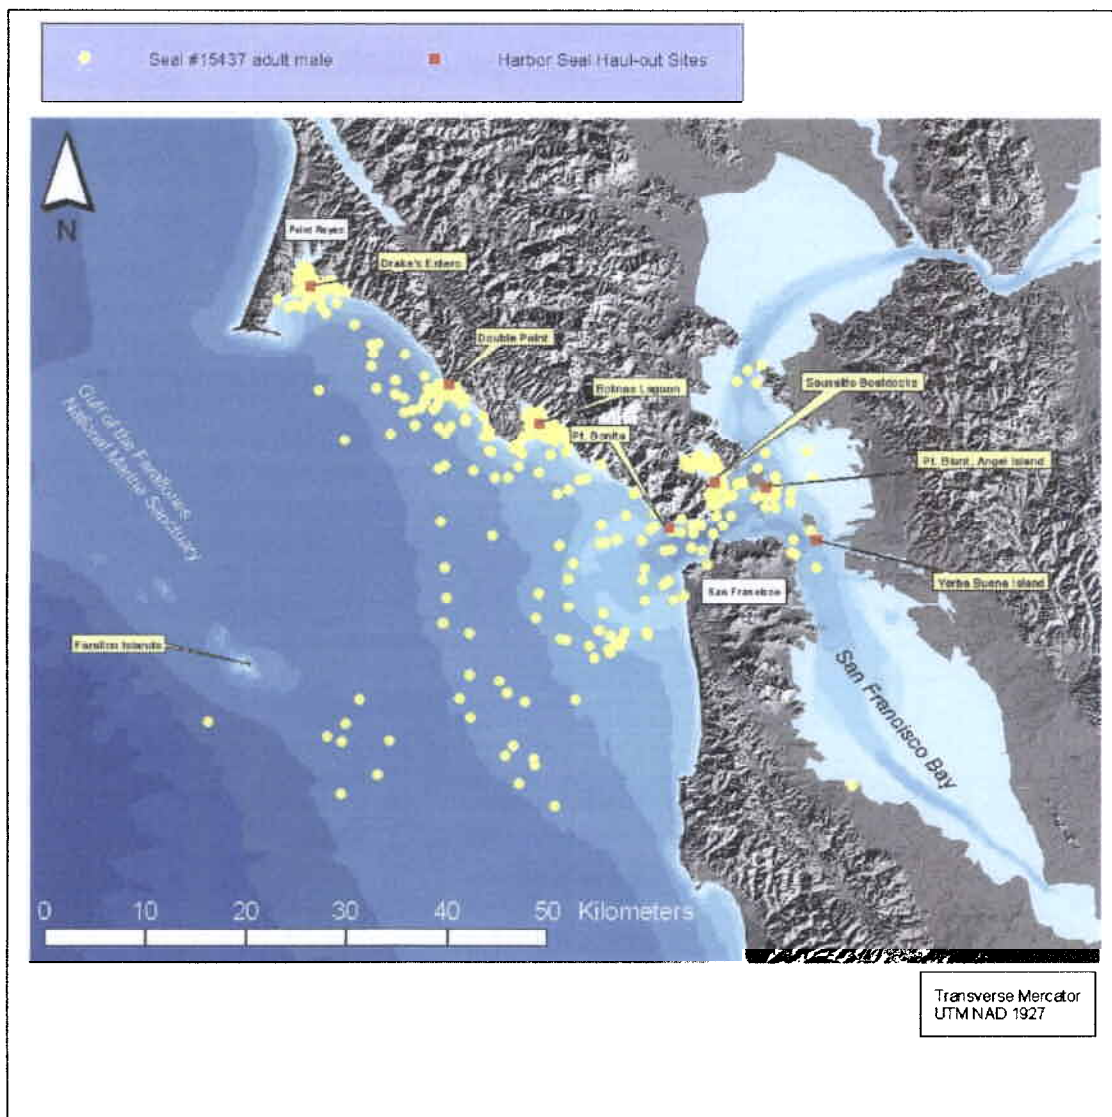 Seal #15437 adult male
Harbor Seal Haul-out Sites
N
Point Reyes
Drake's Estero
Double Point
Bolinas Lagoon
Sausalito Boatdocks
Pt. Bonita
Pt. Blunt, Angel Island
Gulf of the Farallones
National Marine Sanctuary
Yerba Buena Island
San Francisco
Farallon Islands
San Francisco Bay
0 10 20 30 40 50 Kilometers
Transverse Mercator
UTM NAD 1927